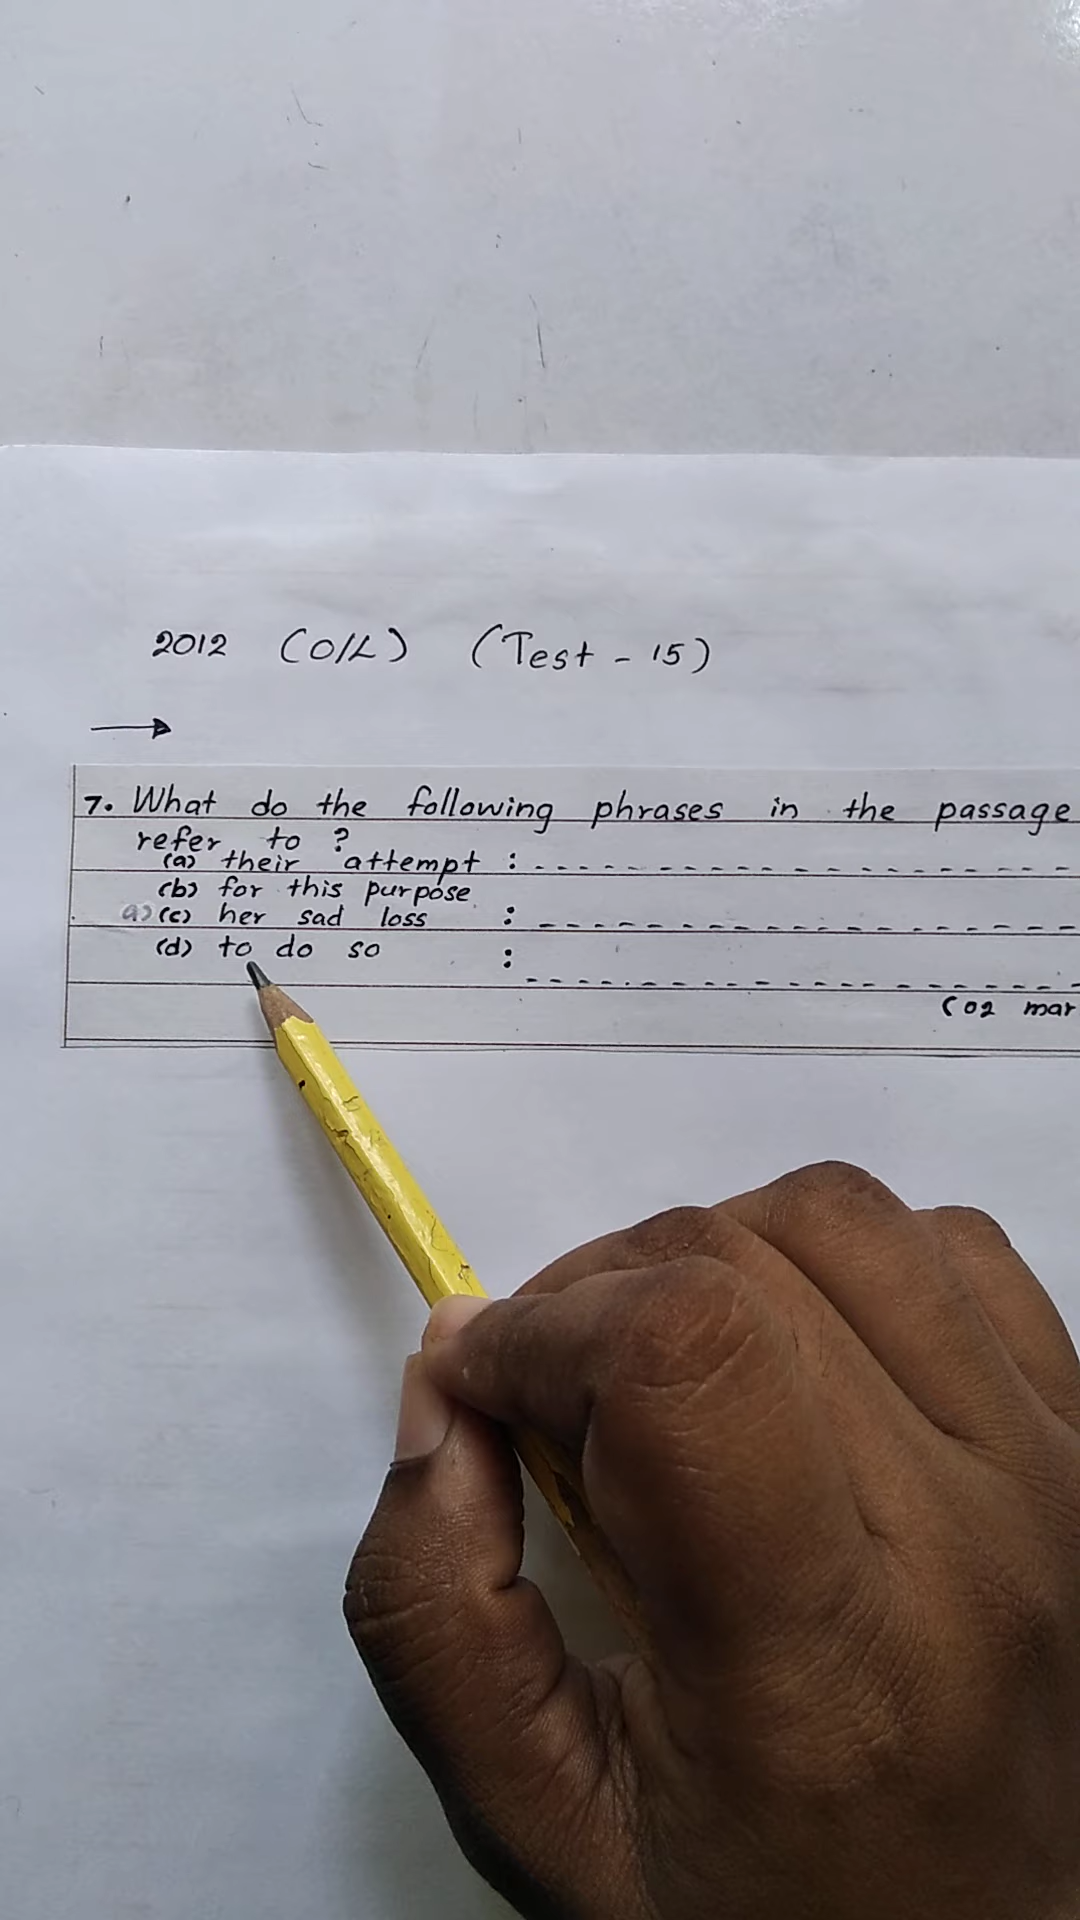 2012 (O/L) (Test - 15)
7. What do the following phrases in the passage
refer to ?
(a) their attempt :
(b) for this purpose
a) (c) her sad loss :
(d) to do so :
(02 mar